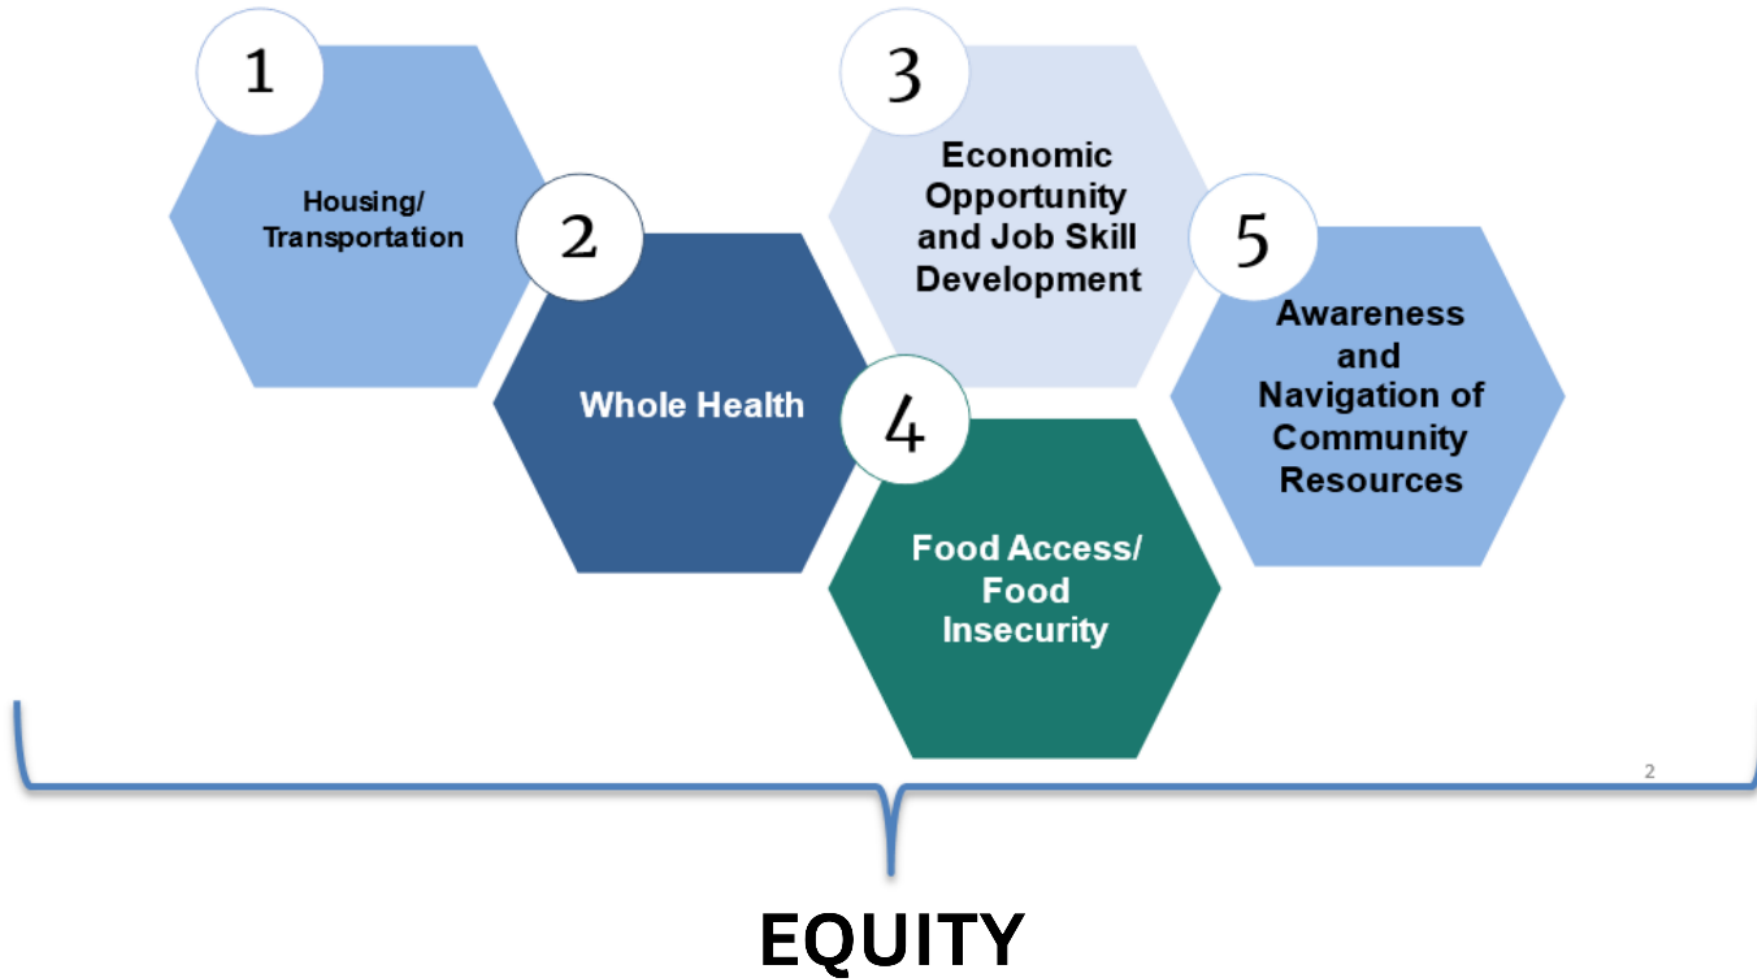 1
Housing/
Transportation
2
Whole Health
3
Economic
Opportunity
and Job Skill
Development
4
Food Access/
Food
Insecurity
5
Awareness
and
Navigation of
Community
Resources
2
EQUITY